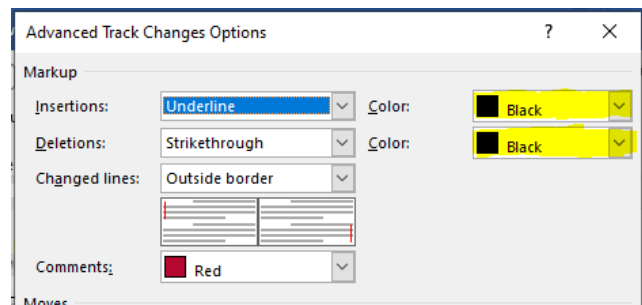 Advanced Track Changes Options ? X
Markup
Insertions: Underline Color: Black
Deletions: Strikethrough Color: Black
Changed lines: Outside border
Comments: Red
Moves